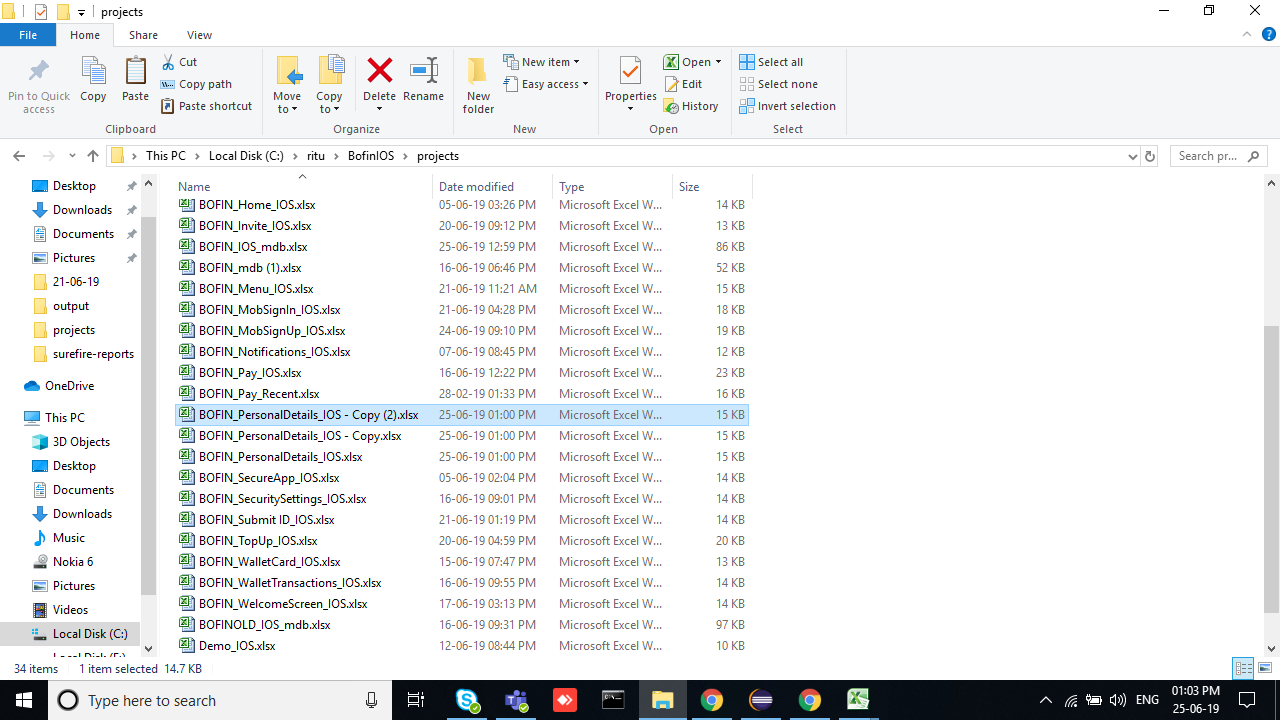 projects
File Home Share View
Pin to Quick access
Copy
Paste
Cut
Copy path
Paste shortcut
Clipboard
Move to
Copy to
Delete
Rename
Organize
New folder
New item
Easy access
New
Properties
Open
Edit
History
Open
Select all
Select none
Invert selection
Select
This PC > Local Disk (C:) > ritu > BofinIOS > projects
Search pr...
Desktop
Downloads
Documents
Pictures
21-06-19
output
projects
surefire-reports
OneDrive
This PC
3D Objects
Desktop
Documents
Downloads
Music
Nokia 6
Pictures
Videos
Local Disk (C:)
Name Date modified Type Size
BOFIN_Home_IOS.xlsx 05-06-19 03:26 PM Microsoft Excel W... 14 KB
BOFIN_Invite_IOS.xlsx 20-06-19 09:12 PM Microsoft Excel W... 13 KB
BOFIN_IOS_mdb.xlsx 25-06-19 12:59 PM Microsoft Excel W... 86 KB
BOFIN_mdb (1).xlsx 16-06-19 06:46 PM Microsoft Excel W... 52 KB
BOFIN_Menu_IOS.xlsx 21-06-19 11:21 AM Microsoft Excel W... 15 KB
BOFIN_MobSignIn_IOS.xlsx 21-06-19 04:28 PM Microsoft Excel W... 18 KB
BOFIN_MobSignUp_IOS.xlsx 24-06-19 09:10 PM Microsoft Excel W... 19 KB
BOFIN_Notifications_IOS.xlsx 07-06-19 08:45 PM Microsoft Excel W... 12 KB
BOFIN_Pay_IOS.xlsx 16-06-19 12:22 PM Microsoft Excel W... 23 KB
BOFIN_Pay_Recent.xlsx 28-02-19 01:33 PM Microsoft Excel W... 16 KB
BOFIN_PersonalDetails_IOS - Copy (2).xlsx 25-06-19 01:00 PM Microsoft Excel W... 15 KB
BOFIN_PersonalDetails_IOS - Copy.xlsx 25-06-19 01:00 PM Microsoft Excel W... 15 KB
BOFIN_PersonalDetails_IOS.xlsx 25-06-19 01:00 PM Microsoft Excel W... 15 KB
BOFIN_SecureApp_IOS.xlsx 05-06-19 02:04 PM Microsoft Excel W... 14 KB
BOFIN_SecuritySettings_IOS.xlsx 16-06-19 09:01 PM Microsoft Excel W... 14 KB
BOFIN_Submit ID_IOS.xlsx 21-06-19 01:19 PM Microsoft Excel W... 14 KB
BOFIN_TopUp_IOS.xlsx 20-06-19 04:59 PM Microsoft Excel W... 20 KB
BOFIN_WalletCard_IOS.xlsx 15-06-19 07:47 PM Microsoft Excel W... 13 KB
BOFIN_WalletTransactions_IOS.xlsx 16-06-19 09:55 PM Microsoft Excel W... 14 KB
BOFIN_WelcomeScreen_IOS.xlsx 17-06-19 03:13 PM Microsoft Excel W... 14 KB
BOFINOLD_IOS_mdb.xlsx 16-06-19 09:31 PM Microsoft Excel W... 97 KB
Demo_IOS.xlsx 12-06-19 08:44 PM Microsoft Excel W... 10 KB
34 items 1 item selected 14.7 KB
Type here to search
ENG
01:03 PM
25-06-19